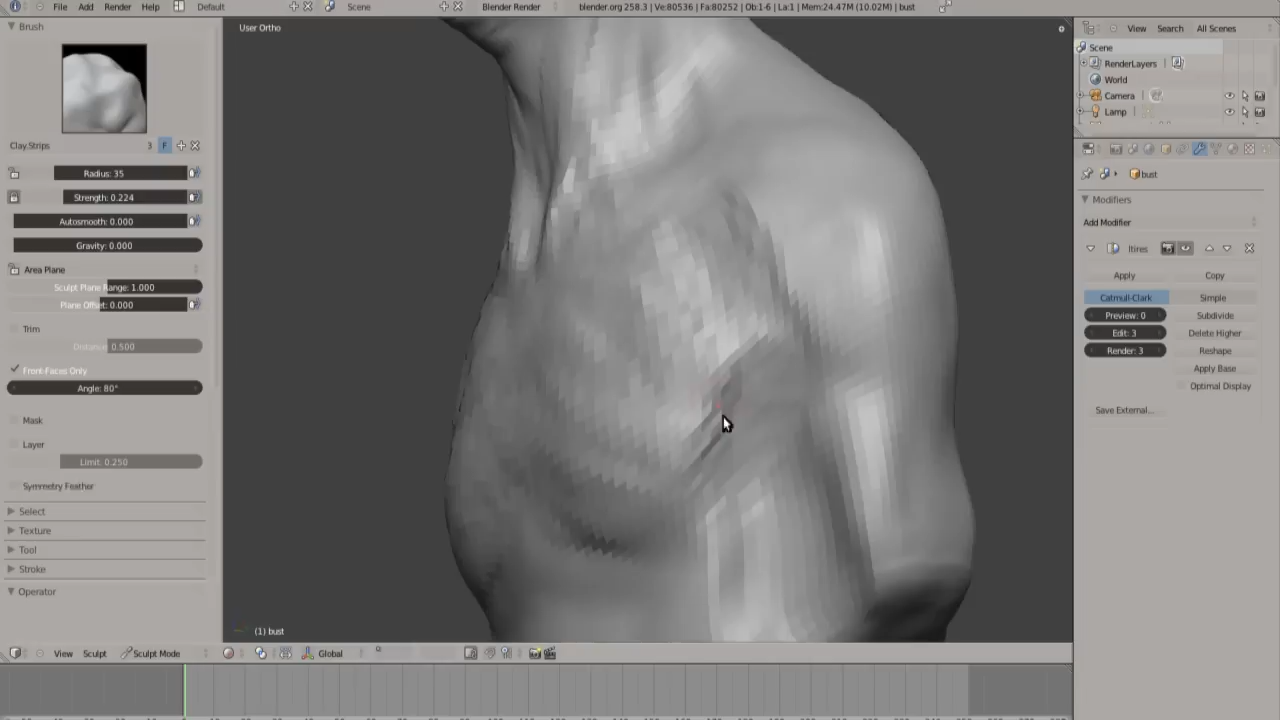 File Add Render Help Default Scene Blender Render blender.org 258.3 | Ve:80536 | Fa:80252 | Ob:1-6 | La:1 | Mem:24.47M (10.02M) | bust
Brush
User Ortho
View Search All Scenes
Scene
RenderLayers
World
Camera
Lamp
Clay.Strips 3 F
Radius: 35
Strength: 0.224
Autosmooth: 0.000
Gravity: 0.000
Area Plane
Sculpt Plane Range: 1.000
Plane Offset: 0.000
Trim
Distance: 0.500
Front-Faces Only
Angle: 80°
Mask
Layer
Limit: 0.250
Symmetry Feather
Select
Texture
Tool
Stroke
Operator
bust
Modifiers
Add Modifier
ltires
Apply Copy
Catmull-Clark Simple
Preview: 0 Subdivide
Edit: 3 Delete Higher
Render: 3 Reshape
Apply Base
Optimal Display
Save External...
(1) bust
View Sculpt Sculpt Mode Global